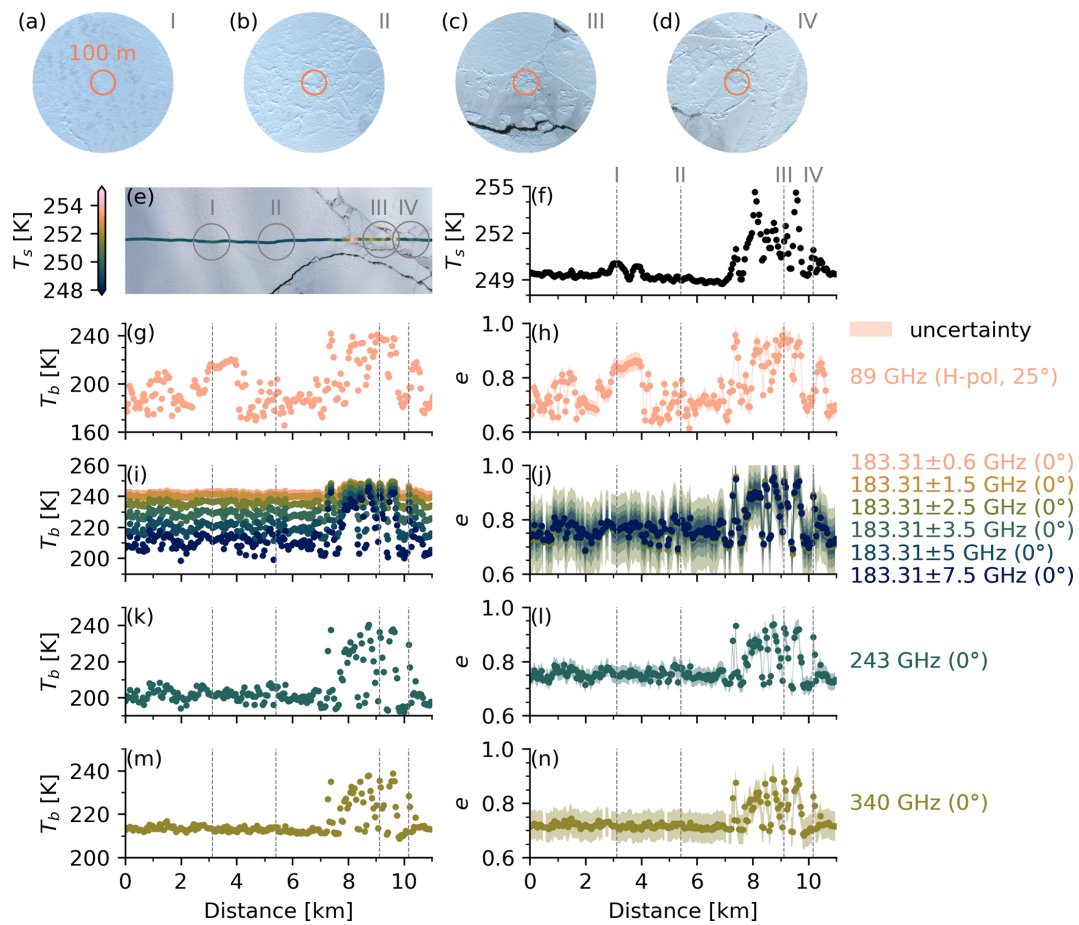 (a) I (b) II (c) III (d) IV
100 m
(e) I II III IV
T_s [K]
254
252
250
248
(f) I II III IV
T_s [K]
255
252
249
(g)
T_b [K]
240
200
160
(h)
e
1.0
0.8
0.6
uncertainty
89 GHz (H-pol, 25°)
(i)
T_b [K]
260
240
220
200
(j)
e
1.0
0.8
0.6
183.31±0.6 GHz (0°)
183.31±1.5 GHz (0°)
183.31±2.5 GHz (0°)
183.31±3.5 GHz (0°)
183.31±5 GHz (0°)
183.31±7.5 GHz (0°)
(k)
T_b [K]
240
220
200
(l)
e
1.0
0.8
0.6
243 GHz (0°)
(m)
T_b [K]
240
220
200
0 2 4 6 8 10
Distance [km]
(n)
e
1.0
0.8
0.6
0 2 4 6 8 10
Distance [km]
340 GHz (0°)